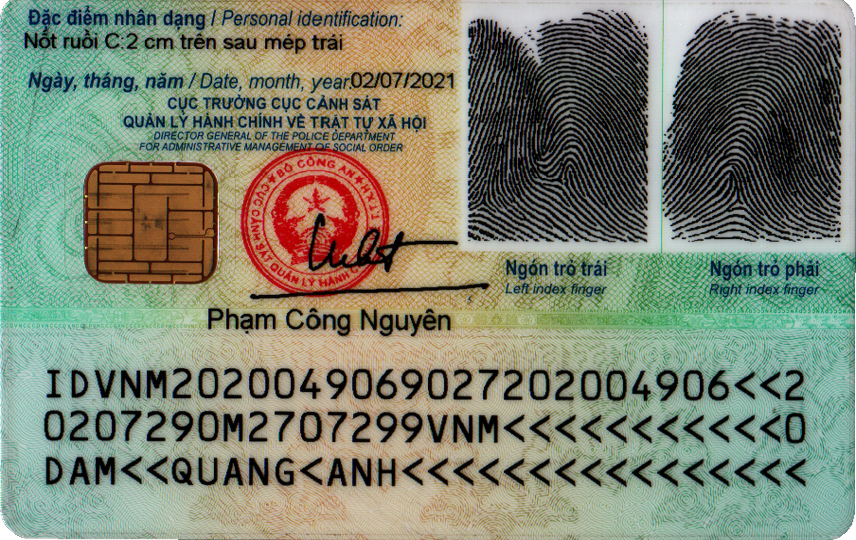 Đặc điểm nhân dạng / Personal identification:
Nốt ruồi C:2 cm trên sau mép trái
Ngày, tháng, năm / Date, month, year:02/07/2021
CỤC TRƯỞNG CỤC CẢNH SÁT
QUẢN LÝ HÀNH CHÍNH VỀ TRẬT TỰ XÃ HỘI
DIRECTOR GENERAL OF THE POLICE DEPARTMENT
FOR ADMINISTRATIVE MANAGEMENT OF SOCIAL ORDER
BỘ CÔNG AN
CỤC CẢNH SÁT QUẢN LÝ HÀNH
Ngón trỏ trái
Left index finger
Ngón trỏ phải
Right index finger
Phạm Công Nguyên
IDVNM2020049069027202004906<<2
0207290M2707299VNM<<<<<<<<<<<0
DAM<<QUANG<ANH<<<<<<<<<<<<<<<<